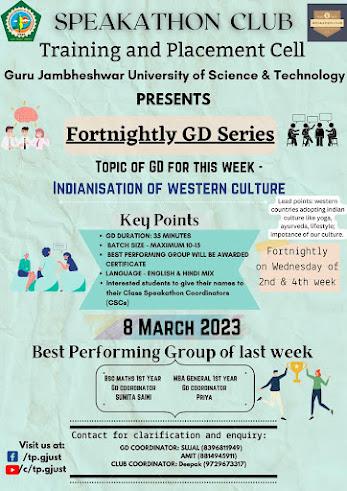 SPEAKATHON CLUB
Training and Placement Cell
Guru Jambheshwar University of Science & Technology
PRESENTS
Fortnightly GD Series
Topic of GD for this week -
Indianisation of western culture
Lead points: western
countries adopting indian
culture like yoga,
ayurveda, lifestyle;
impotance of our culture.
Key Points
• GD DURATION: 35 MINUTES
• BATCH SIZE - MAXIMUM 10-15
• BEST PERFORMING GROUP WILL BE AWARDED
CERTIFICATE
• LANGUAGE - ENGLISH & HINDI MIX
• Interested students to give their names to
their Class Speakathon Coordinators
(CSCs)
Fortnightly
on Wednesday of
2nd & 4th week
8 March 2023
Best Performing Group of last week
Bsc Maths 1st Year
GD coordinator
Sunita Saini
MBA General 1st year
GD coordinator
Priya
Visit us at:
/tp.gjust
/c/tp.gjust
Contact for clarification and enquiry:
GD COORDINATOR: SUJAL (8396811949)
AMIT (8814945911)
CLUB COORDINATOR: Deepak (9729673317)